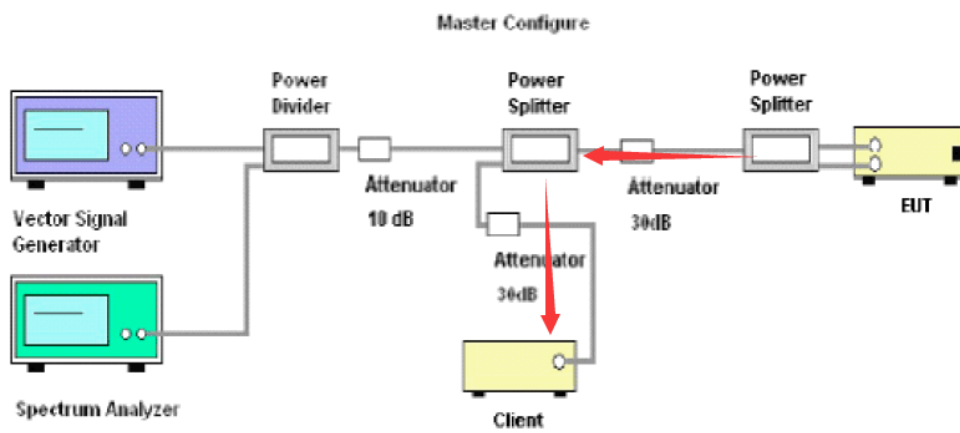 Master Configure
Power
Divider
Power
Splitter
Power
Splitter
Attenuator
10 dB
Attenuator
30dB
EUT
Vector Signal
Generator
Attenuator
30dB
Spectrum Analyzer
Client